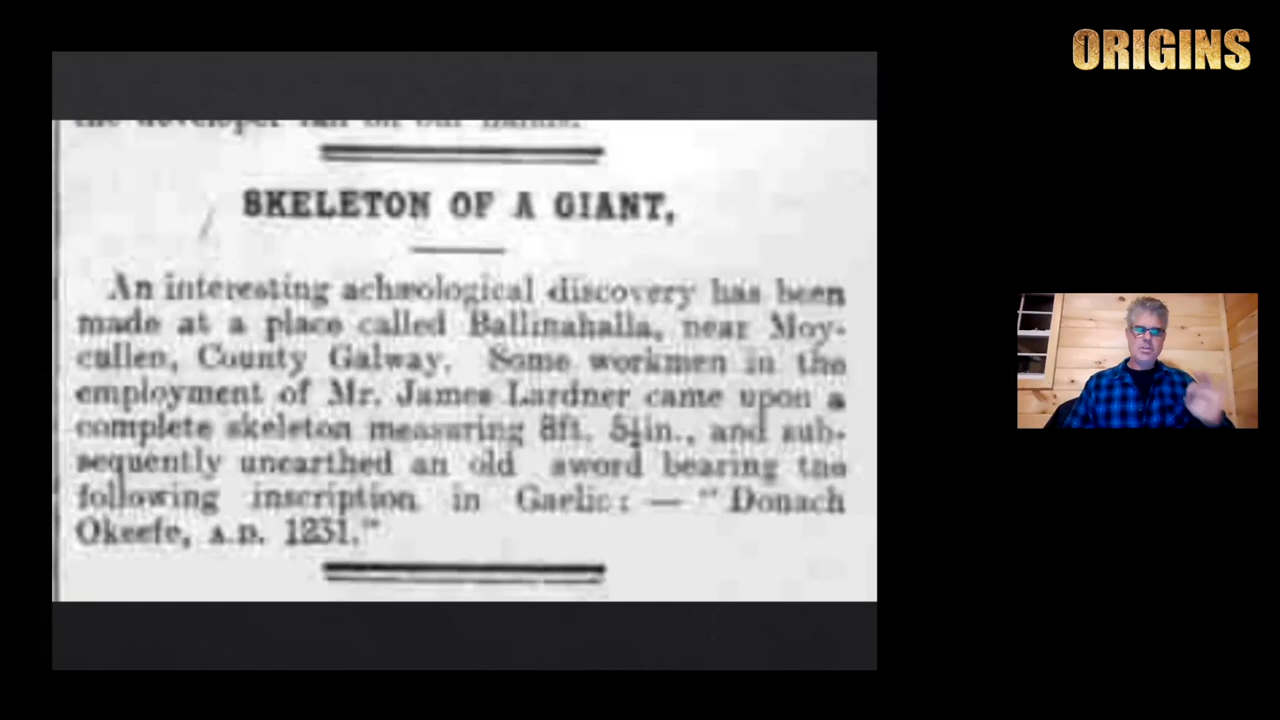 ORIGINS
SKELETON OF A GIANT,
An interesting achæological discovery has been
made at a place called Ballinahalla, near Moy-
cullen, County Galway. Some workmen in the
employment of Mr. James Lardner came upon a
complete skeleton measuring 8ft. 5½in., and sub-
sequently unearthed an old sword bearing the
following inscription in Gaelic: — " Donach
Okeefe, A.D. 1231."